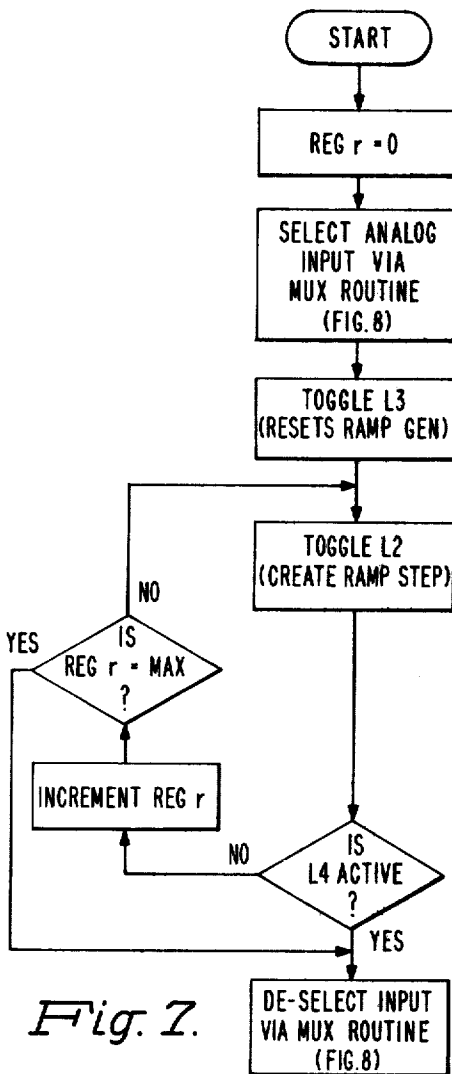 START
REG r = 0
SELECT ANALOG
INPUT VIA
MUX ROUTINE
(FIG.8)
TOGGLE L3
(RESETS RAMP GEN)
TOGGLE L2
(CREATE RAMP STEP)
NO
YES
IS
REG r = MAX
?
INCREMENT REG r
NO
IS
L4 ACTIVE
?
YES
DE-SELECT INPUT
VIA MUX ROUTINE
(FIG.8)
Fig. 7.